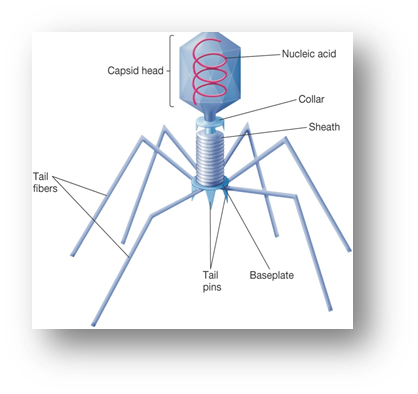 Nucleic acid
Capsid head
Collar
Sheath
Tail
fibers
Tail
pins
Baseplate